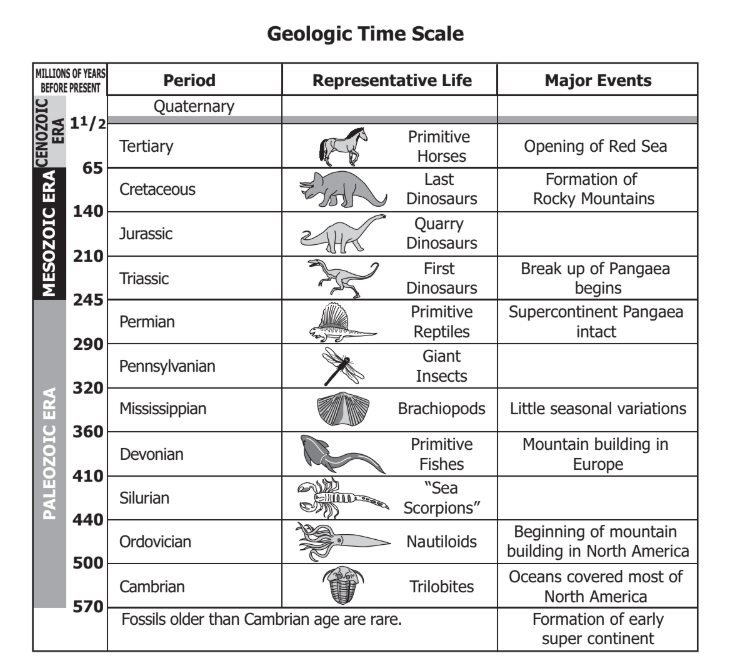 Geologic Time Scale
MILLIONS OF YEARS
BEFORE PRESENT
Period
Representative Life
Major Events
CENOZOIC
ERA
Quaternary
1 1/2
Tertiary
Primitive
Horses
Opening of Red Sea
65
MESOZOIC ERA
Cretaceous
Last
Dinosaurs
Formation of
Rocky Mountains
140
Jurassic
Quarry
Dinosaurs
210
Triassic
First
Dinosaurs
Break up of Pangaea
begins
245
PALEOZOIC ERA
Permian
Primitive
Reptiles
Supercontinent Pangaea
intact
290
Pennsylvanian
Giant
Insects
320
Mississippian
Brachiopods
Little seasonal variations
360
Devonian
Primitive
Fishes
Mountain building in
Europe
410
Silurian
“Sea
Scorpions”
440
Ordovician
Nautiloids
Beginning of mountain
building in North America
500
Cambrian
Trilobites
Oceans covered most of
North America
570
Fossils older than Cambrian age are rare.
Formation of early
super continent